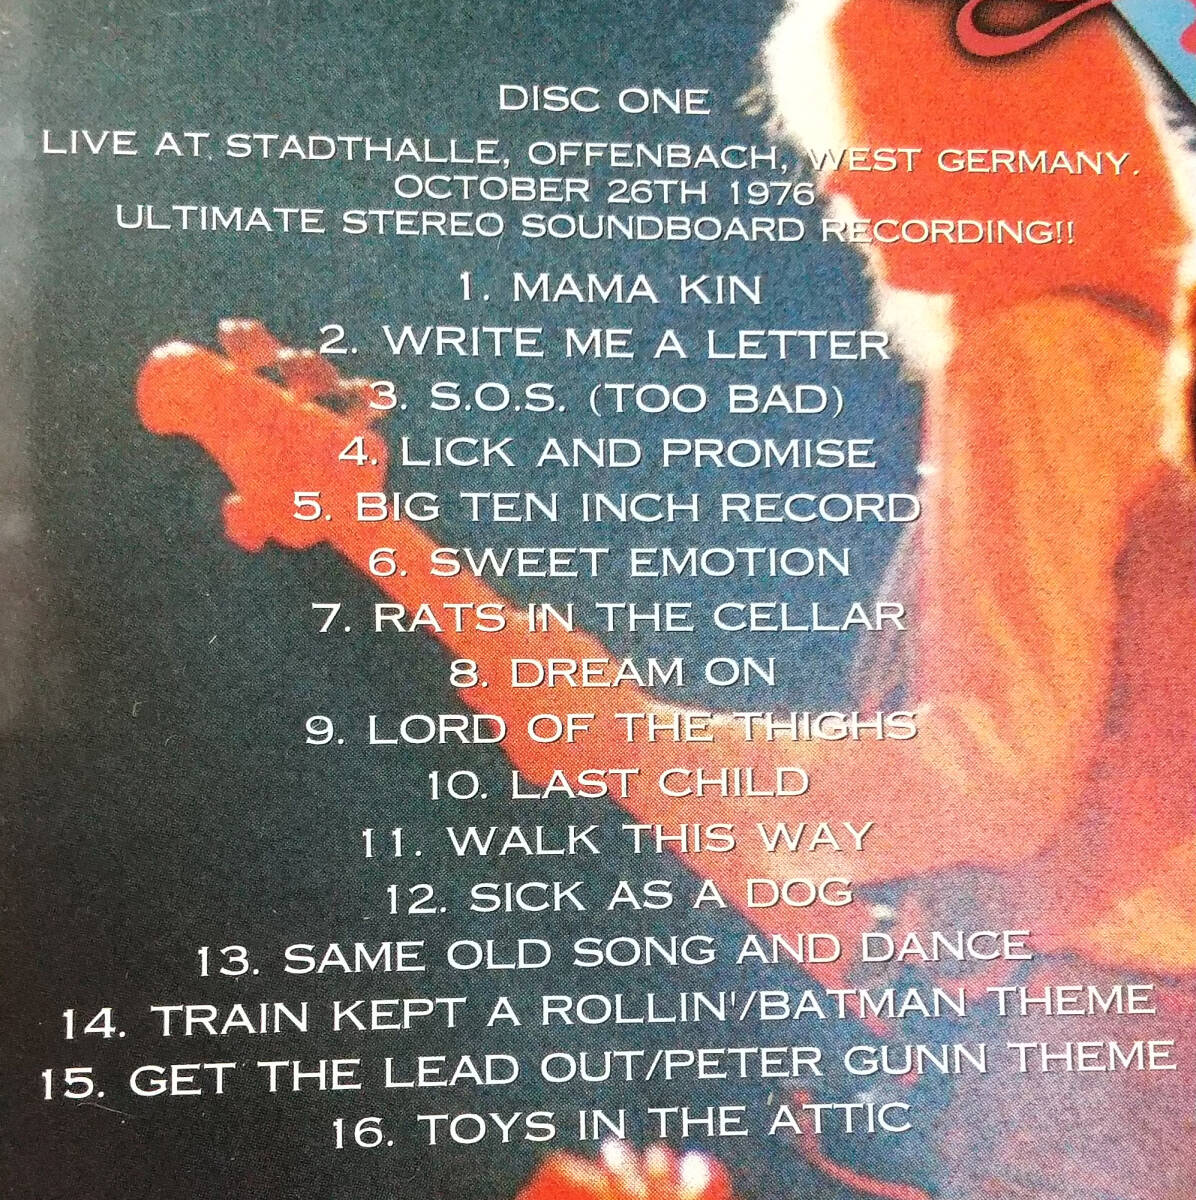 DISC ONE
LIVE AT STADTHALLE, OFFENBACH, WEST GERMANY.
OCTOBER 26TH 1976
ULTIMATE STEREO SOUNDBOARD RECORDING!!
1. MAMA KIN
2. WRITE ME A LETTER
3. S.O.S. (TOO BAD)
4. LICK AND PROMISE
5. BIG TEN INCH RECORD
6. SWEET EMOTION
7. RATS IN THE CELLAR
8. DREAM ON
9. LORD OF THE THIGHS
10. LAST CHILD
11. WALK THIS WAY
12. SICK AS A DOG
13. SAME OLD SONG AND DANCE
14. TRAIN KEPT A ROLLIN'/BATMAN THEME
15. GET THE LEAD OUT/PETER GUNN THEME
16. TOYS IN THE ATTIC